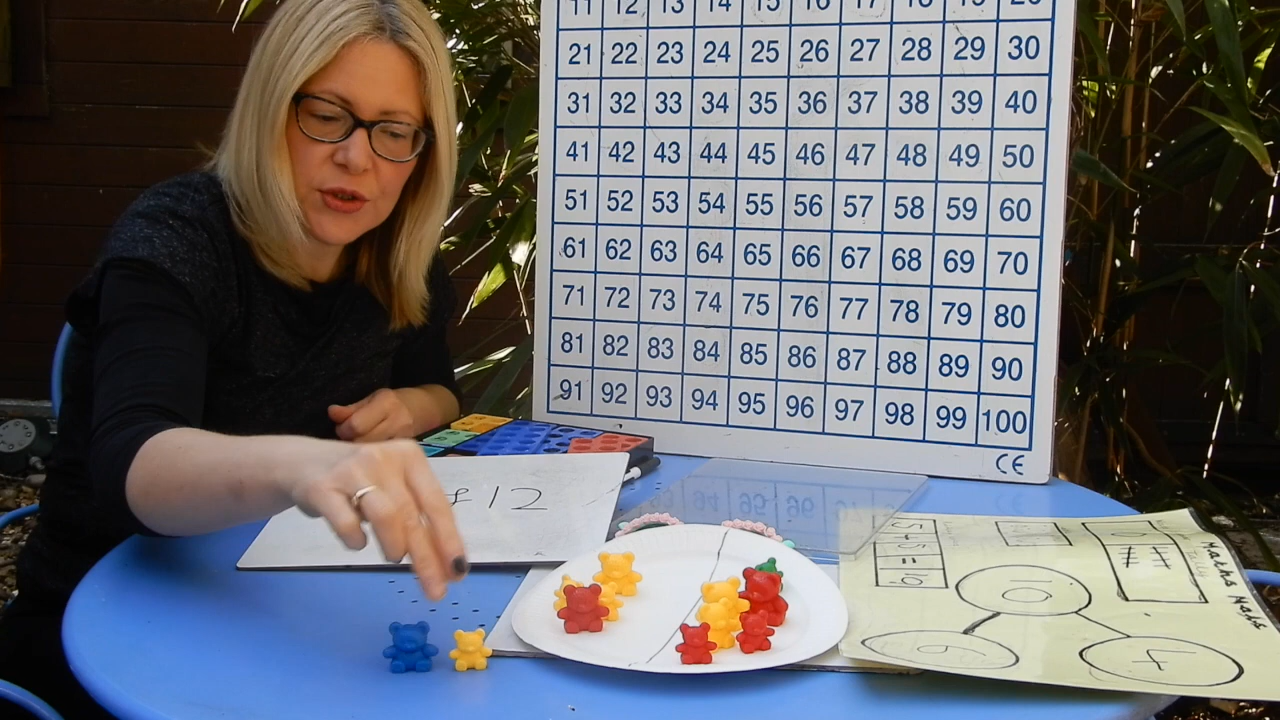 11 12 13 14 15 16 17 18 19 20
21 22 23 24 25 26 27 28 29 30
31 32 33 34 35 36 37 38 39 40
41 42 43 44 45 46 47 48 49 50
51 52 53 54 55 56 57 58 59 60
61 62 63 64 65 66 67 68 69 70
71 72 73 74 75 76 77 78 79 80
81 82 83 84 85 86 87 88 89 90
91 92 93 94 95 96 97 98 99 100
CE
12
94 95 96
Maths
10
6
4